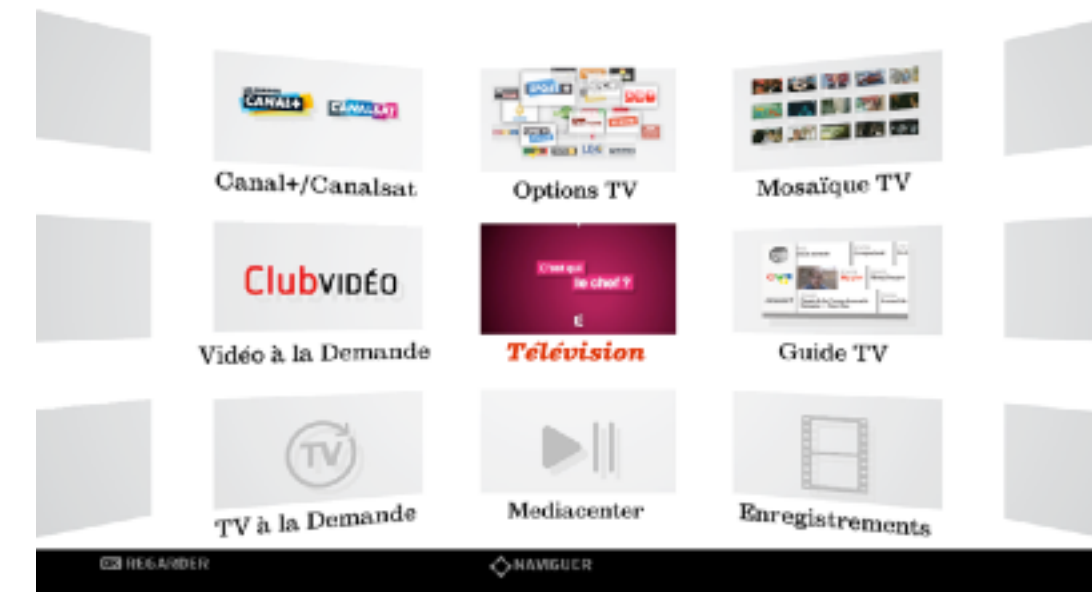 CANAL+
CANALSAT
Canal+/Canalsat
Options TV
Mosaïque TV
ClubVIDÉO
C'est qui
le chef ?
Vidéo à la Demande
Télévision
Guide TV
TV
TV à la Demande
Mediacenter
Enregistrements
OK REGARDER
NAVIGUER